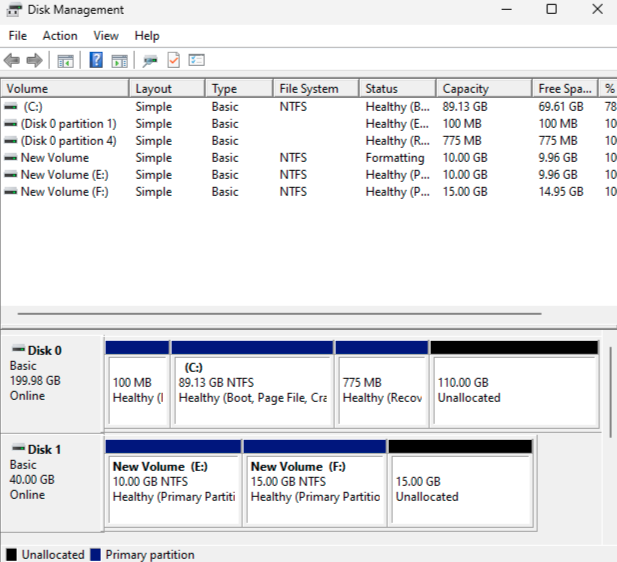 Disk Management
File Action View Help
Volume Layout Type File System Status Capacity Free Spa... %
(C:) Simple Basic NTFS Healthy (B... 89.13 GB 69.61 GB 78
(Disk 0 partition 1) Simple Basic Healthy (E... 100 MB 100 MB 10
(Disk 0 partition 4) Simple Basic Healthy (R... 775 MB 775 MB 10
New Volume Simple Basic NTFS Formatting 10.00 GB 9.96 GB 10
New Volume (E:) Simple Basic NTFS Healthy (P... 10.00 GB 9.96 GB 10
New Volume (F:) Simple Basic NTFS Healthy (P... 15.00 GB 14.95 GB 10
Disk 0
Basic
199.98 GB
Online
100 MB
Healthy (I
(C:)
89.13 GB NTFS
Healthy (Boot, Page File, Cra
775 MB
Healthy (Recov
110.00 GB
Unallocated
Disk 1
Basic
40.00 GB
Online
New Volume (E:)
10.00 GB NTFS
Healthy (Primary Partiti
New Volume (F:)
15.00 GB NTFS
Healthy (Primary Partitio
15.00 GB
Unallocated
Unallocated Primary partition